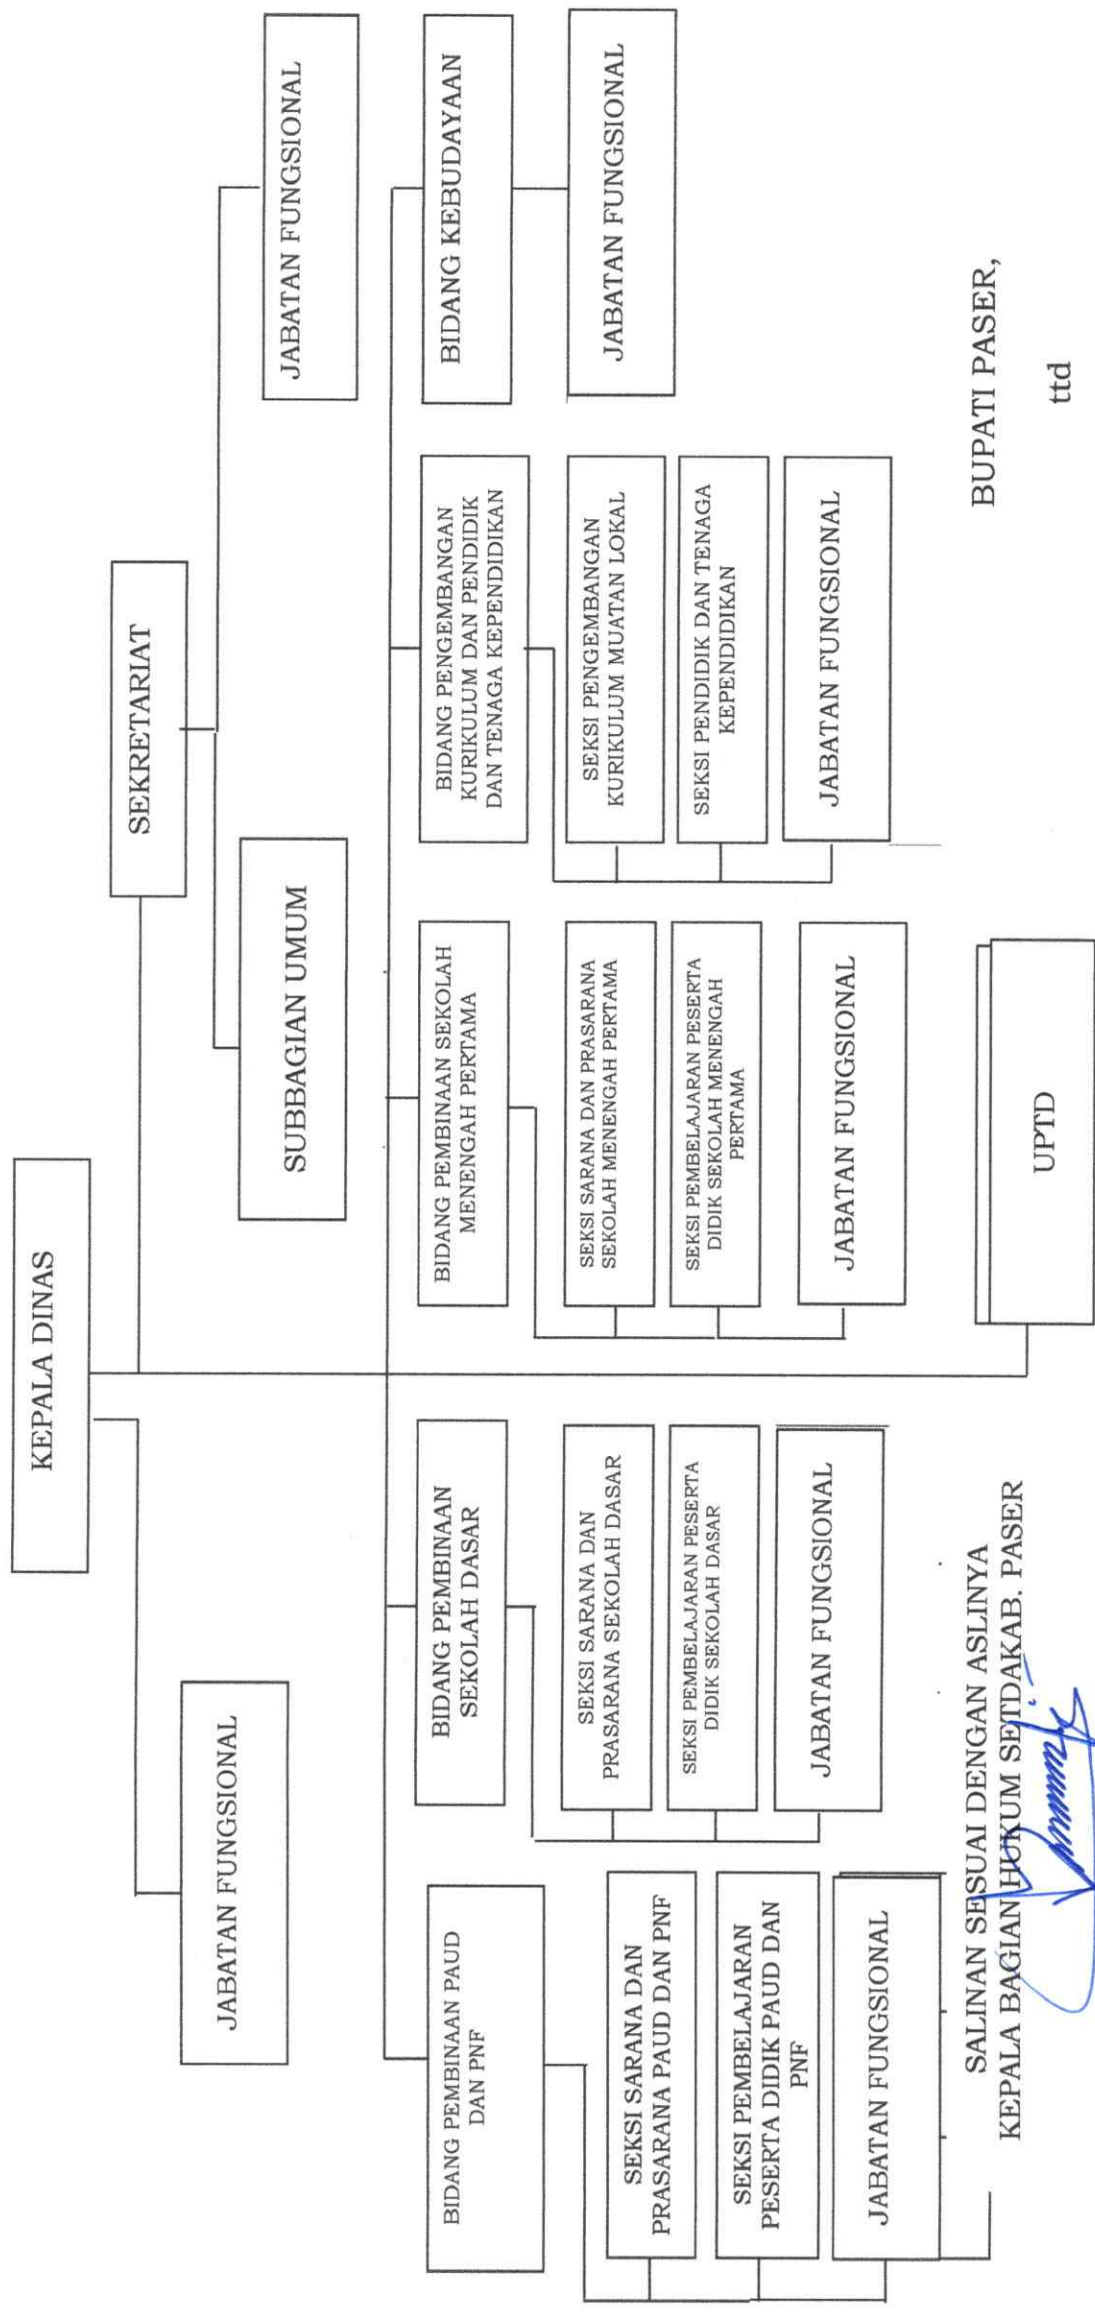 KEPALA DINAS
JABATAN FUNGSIONAL
SEKRETARIAT
SUBBAGIAN UMUM
JABATAN FUNGSIONAL
BIDANG PEMBINAAN PAUD
DAN PNF
SEKSI SARANA DAN
PRASARANA PAUD DAN PNF
SEKSI PEMBELAJARAN
PESERTA DIDIK PAUD DAN
PNF
JABATAN FUNGSIONAL
BIDANG PEMBINAAN
SEKOLAH DASAR
SEKSI SARANA DAN
PRASARANA SEKOLAH DASAR
SEKSI PEMBELAJARAN PESERTA
DIDIK SEKOLAH DASAR
JABATAN FUNGSIONAL
BIDANG PEMBINAAN SEKOLAH
MENENGAH PERTAMA
SEKSI SARANA DAN PRASARANA
SEKOLAH MENENGAH PERTAMA
SEKSI PEMBELAJARAN PESERTA
DIDIK SEKOLAH MENENGAH
PERTAMA
JABATAN FUNGSIONAL
BIDANG PENGEMBANGAN
KURIKULUM DAN PENDIDIK
DAN TENAGA KEPENDIDIKAN
SEKSI PENGEMBANGAN
KURIKULUM MUATAN LOKAL
SEKSI PENDIDIK DAN TENAGA
KEPENDIDIKAN
JABATAN FUNGSIONAL
BIDANG KEBUDAYAAN
JABATAN FUNGSIONAL
UPTD
BUPATI PASER,
ttd
SALINAN SESUAI DENGAN ASLINYA
KEPALA BAGIAN HUKUM SETDAKAB. PASER